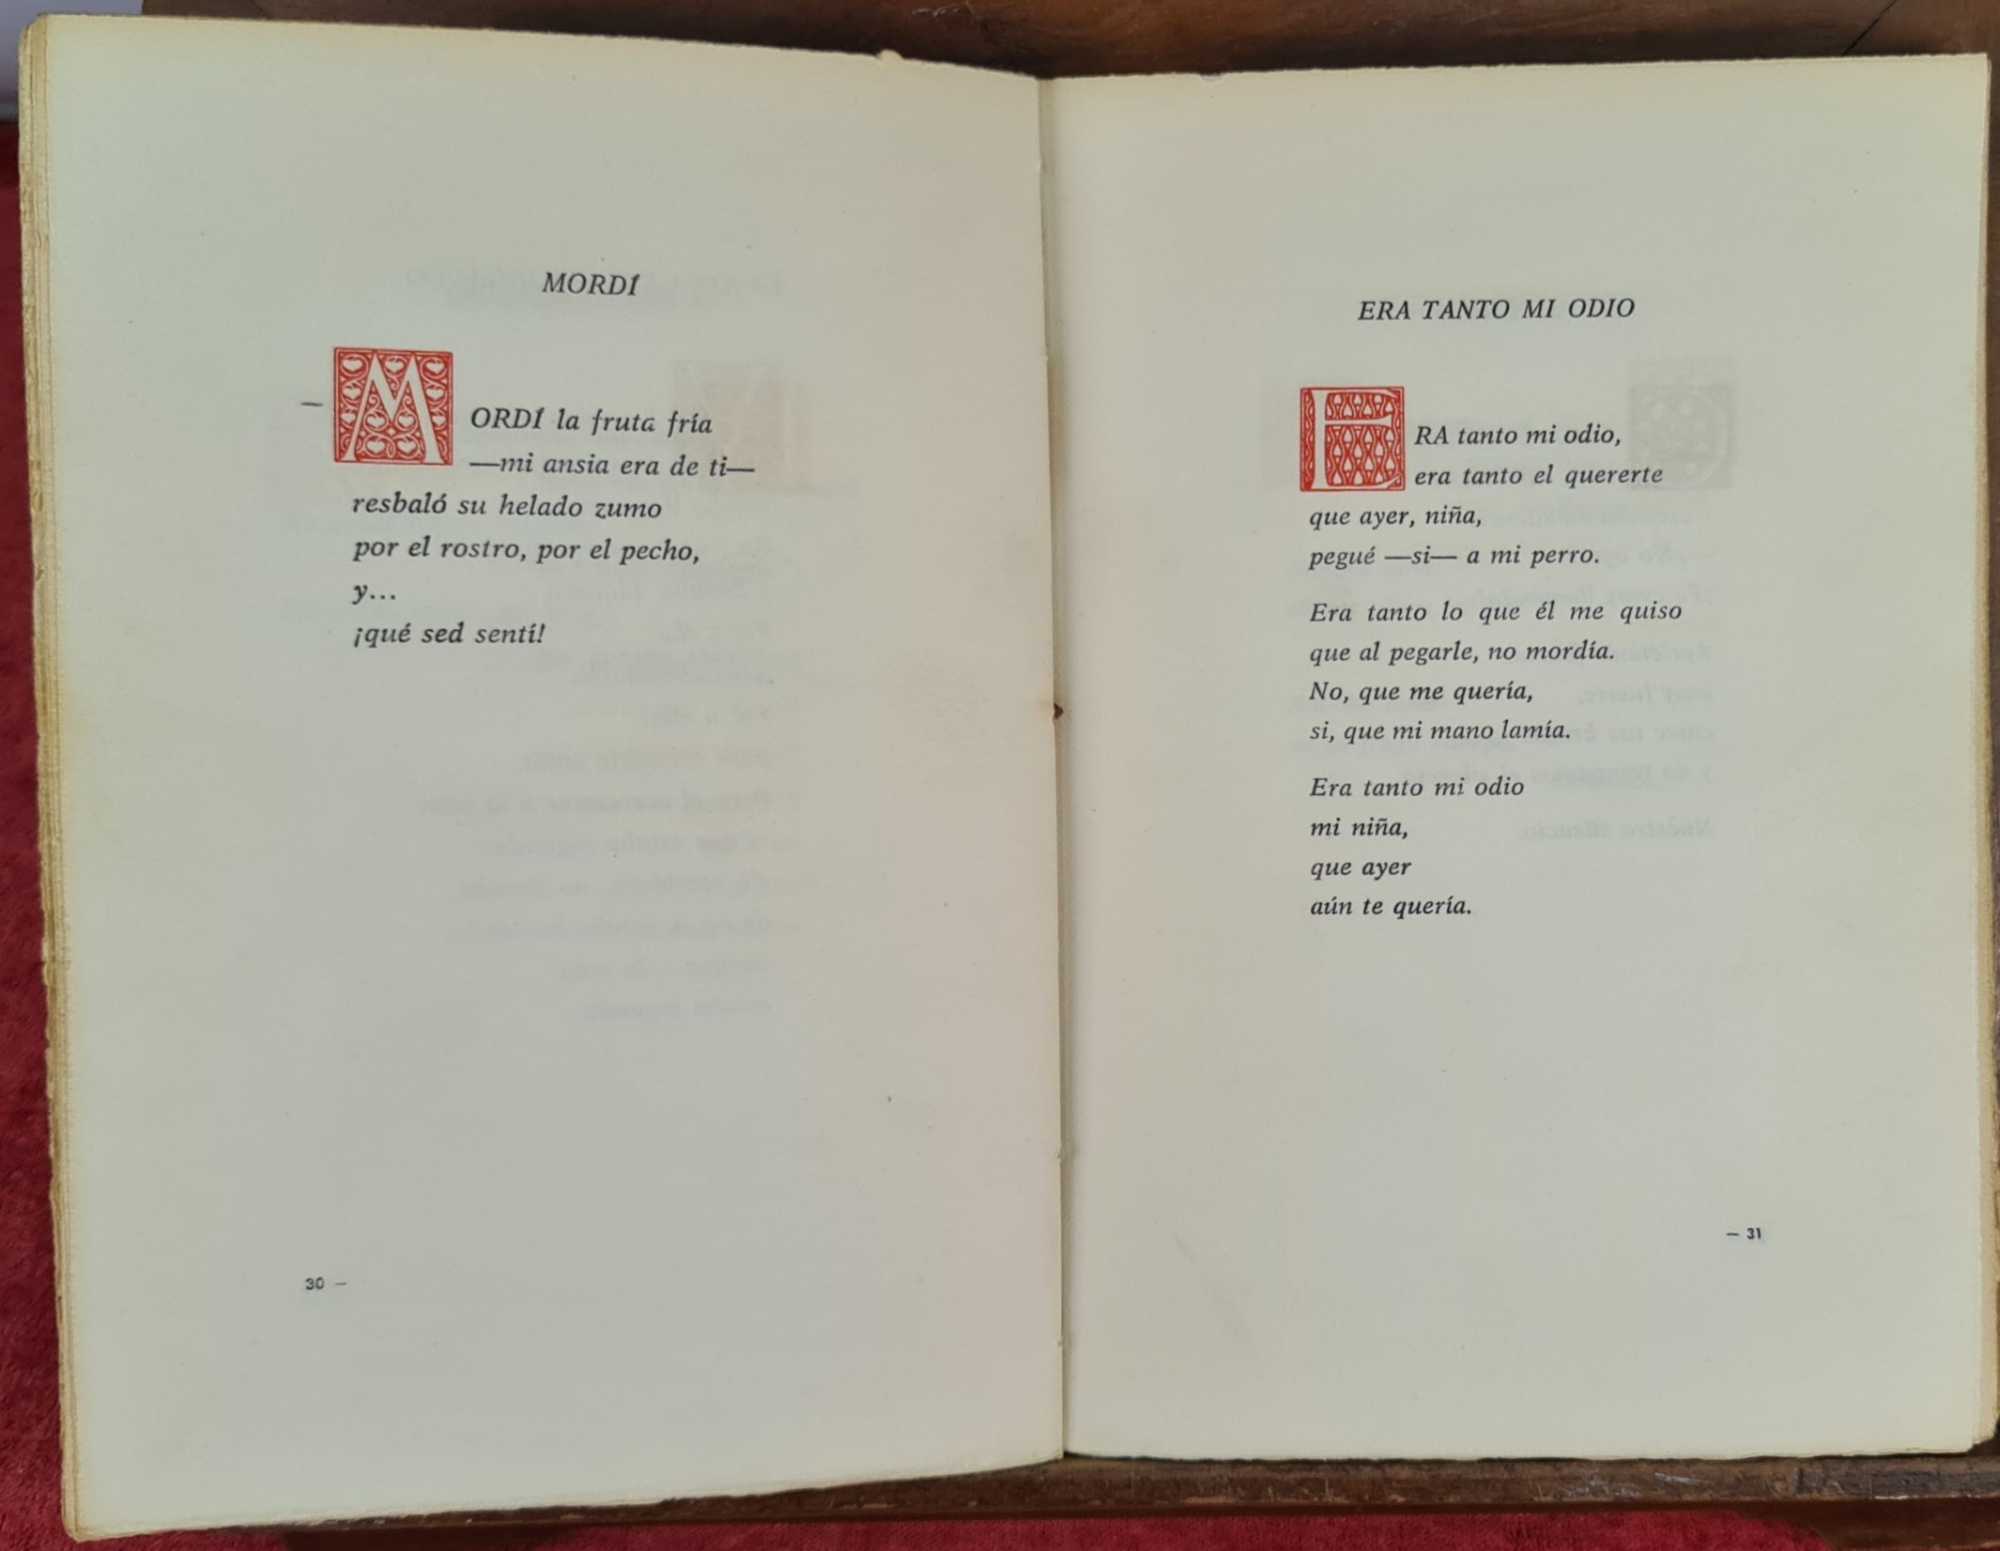 MORDÍ
MORDÍ la fruta fría
—mi ansia era de ti—
resbaló su helado zumo
por el rostro, por el pecho,
y...
¡qué sed sentí!
30 —
ERA TANTO MI ODIO
ERA tanto mi odio,
era tanto el quererte
que ayer, niña,
pegué —si— a mi perro.
Era tanto lo que él me quiso
que al pegarle, no mordía.
No, que me quería,
si, que mi mano lamía.
Era tanto mi odio
mi niña,
que ayer
aún te quería.
— 31